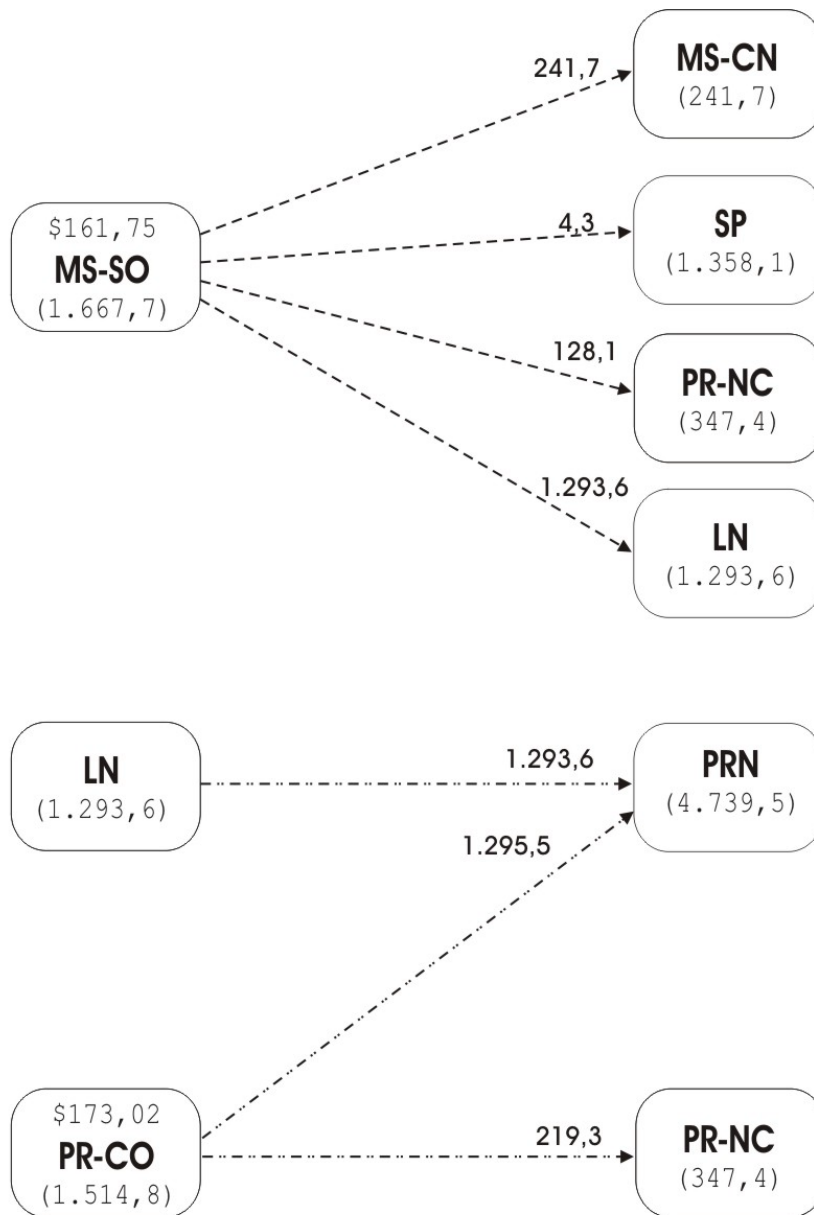 241,7
MS-CN
(241,7)
$161,75
MS-SO
(1.667,7)
4,3
SP
(1.358,1)
128,1
PR-NC
(347,4)
1.293,6
LN
(1.293,6)
LN
(1.293,6)
1.293,6
PRN
(4.739,5)
1.295,5
$173,02
PR-CO
(1.514,8)
219,3
PR-NC
(347,4)